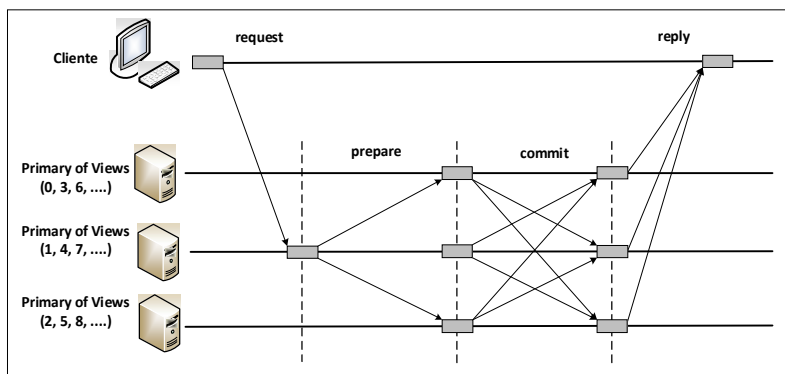 request
reply
Cliente
prepare
commit
Primary of Views
(0, 3, 6, ....)
Primary of Views
(1, 4, 7, ....)
Primary of Views
(2, 5, 8, ....)